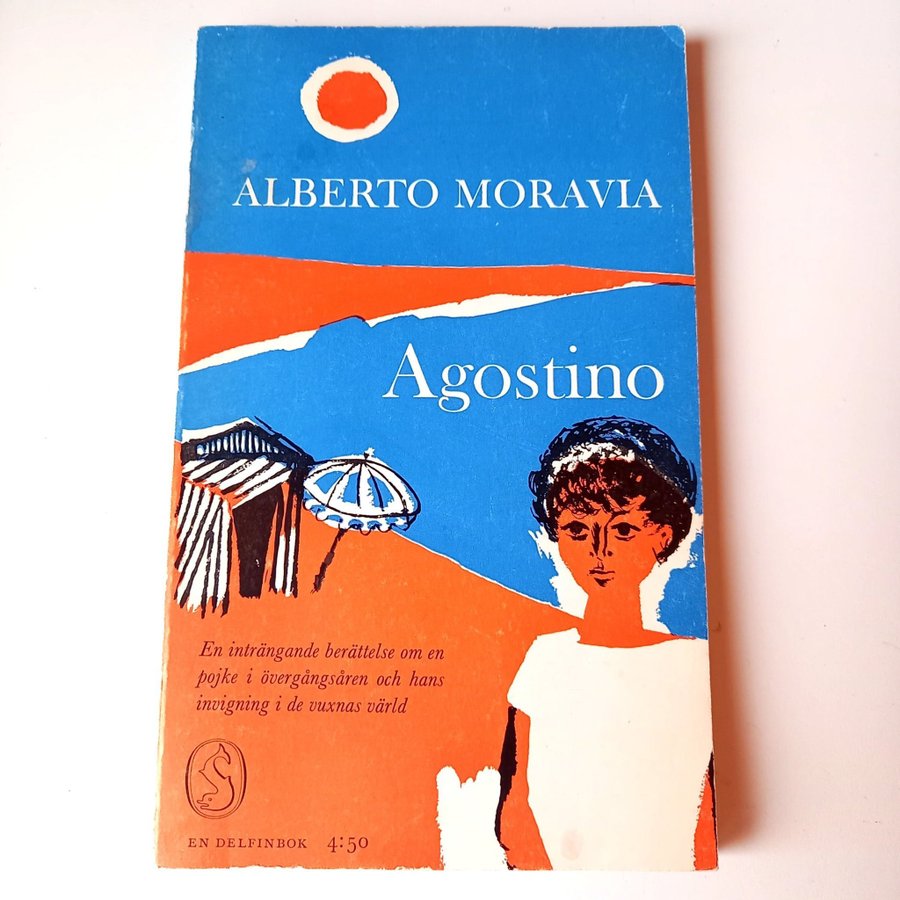 ALBERTO MORAVIA
Agostino
En inträngande berättelse om en
pojke i övergångsåren och hans
invigning i de vuxnas värld
EN DELFINBOK 4:50